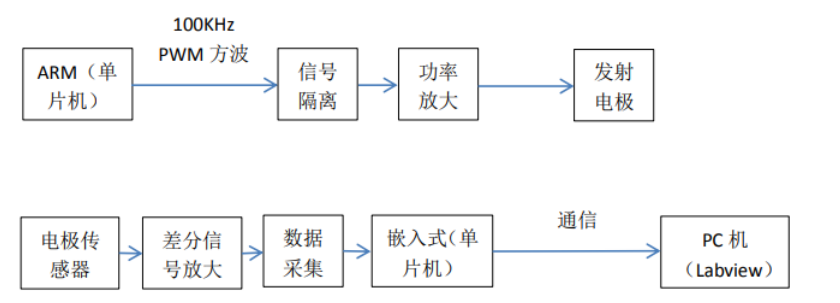 100KHz
PWM 方波
ARM（单
片机）
信号
隔离
功率
放大
发射
电极
电极传
感器
差分信
号放大
数据
采集
嵌入式（单
片机）
通信
PC 机
（Labview）